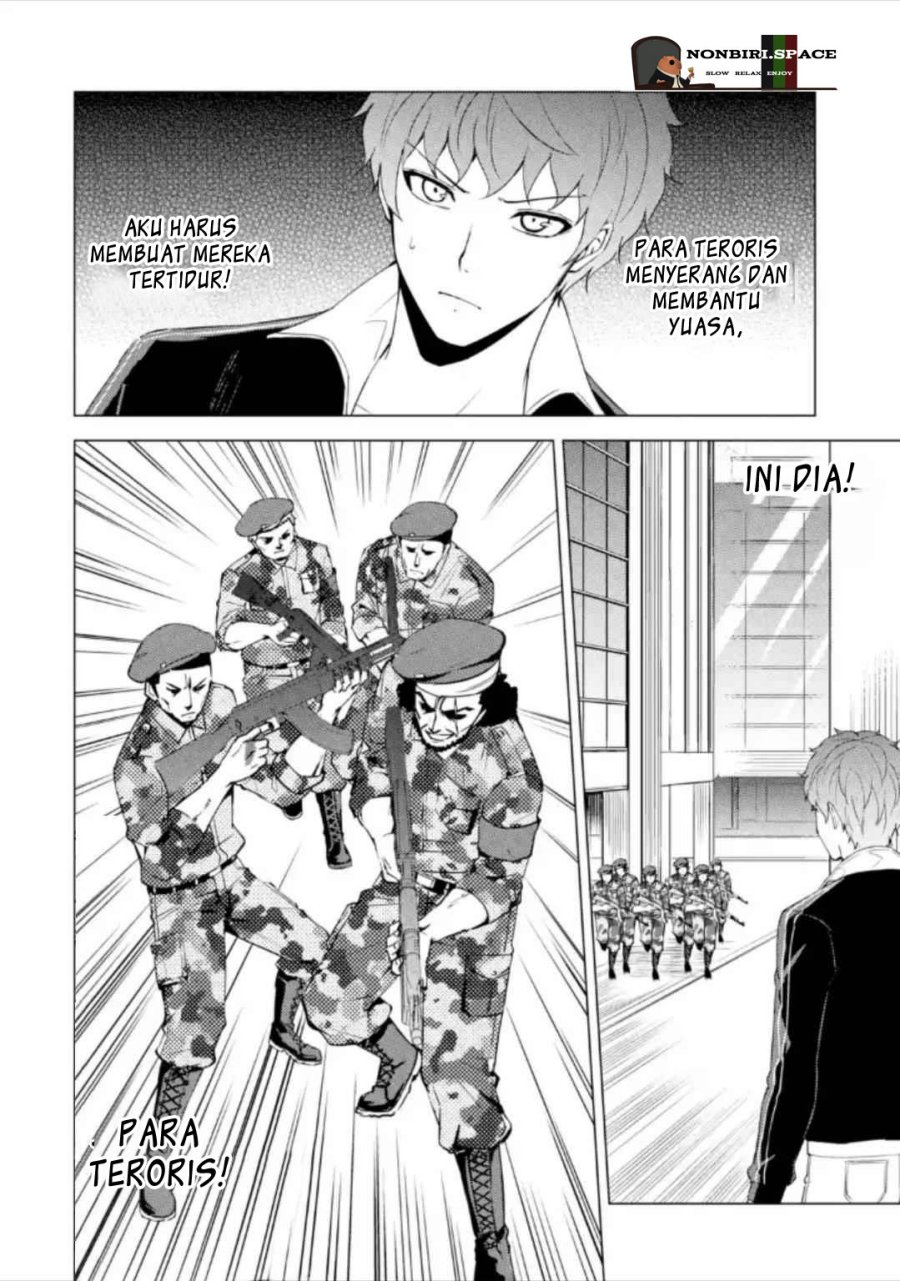 NONBIRI.SPACE
SLOW RELAX ENJOY
PARA TERORIS
MENYERANG DAN
MEMBANTU
YUASA,
AKU HARUS
MEMBUAT MEREKA
TERTIDUR!
INI DIA!
PARA
TERORIS!